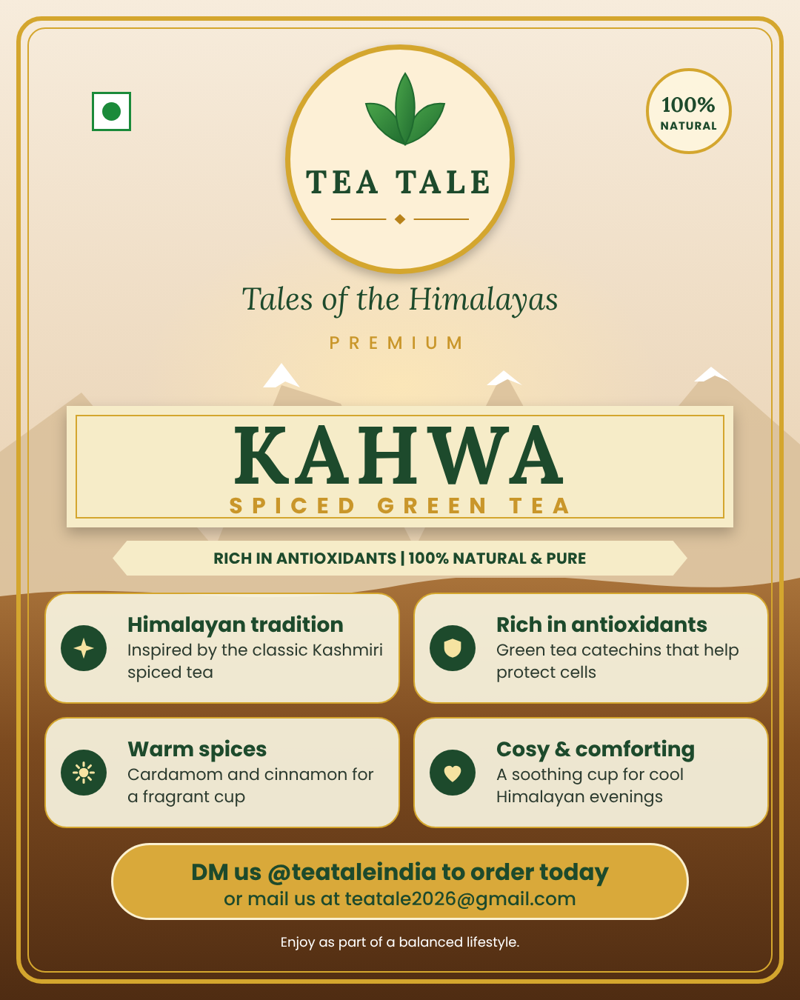 100%
NATURAL
TEA TALE
Tales of the Himalayas
PREMIUM
KAHWA
SPICED GREEN TEA
RICH IN ANTIOXIDANTS | 100% NATURAL & PURE
Himalayan tradition
Inspired by the classic Kashmiri
spiced tea
Rich in antioxidants
Green tea catechins that help
protect cells
Warm spices
Cardamom and cinnamon for
a fragrant cup
Cosy & comforting
A soothing cup for cool
Himalayan evenings
DM us @teataleindia to order today
or mail us at teatale2026@gmail.com
Enjoy as part of a balanced lifestyle.